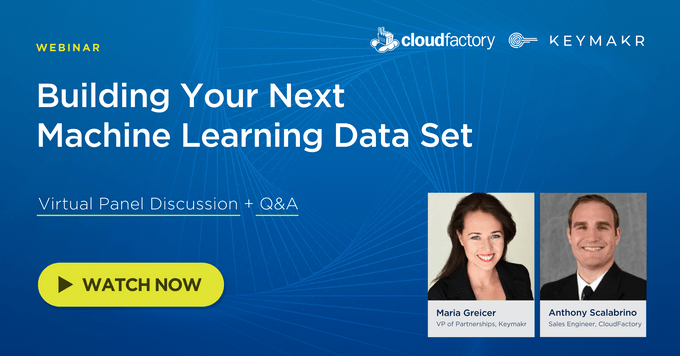 WEBINAR
cloudfactory
KEYMAKR
Building Your Next
Machine Learning Data Set
Virtual Panel Discussion + Q&A
WATCH NOW
Maria Greicer
VP of Partnerships, Keymakr
Anthony Scalabrino
Sales Engineer, CloudFactory